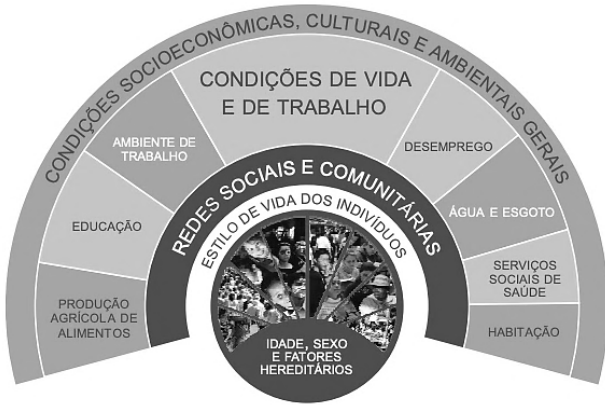 CONDIÇÕES SOCIOECONÔMICAS, CULTURAIS E AMBIENTAIS GERAIS
CONDIÇÕES DE VIDA
E DE TRABALHO
AMBIENTE DE
TRABALHO
DESEMPREGO
EDUCAÇÃO
ÁGUA E ESGOTO
PRODUÇÃO
AGRÍCOLA DE
ALIMENTOS
SERVIÇOS
SOCIAIS DE
SAÚDE
HABITAÇÃO
REDES SOCIAIS E COMUNITÁRIAS
ESTILO DE VIDA DOS INDIVÍDUOS
IDADE, SEXO
E FATORES
HEREDITÁRIOS